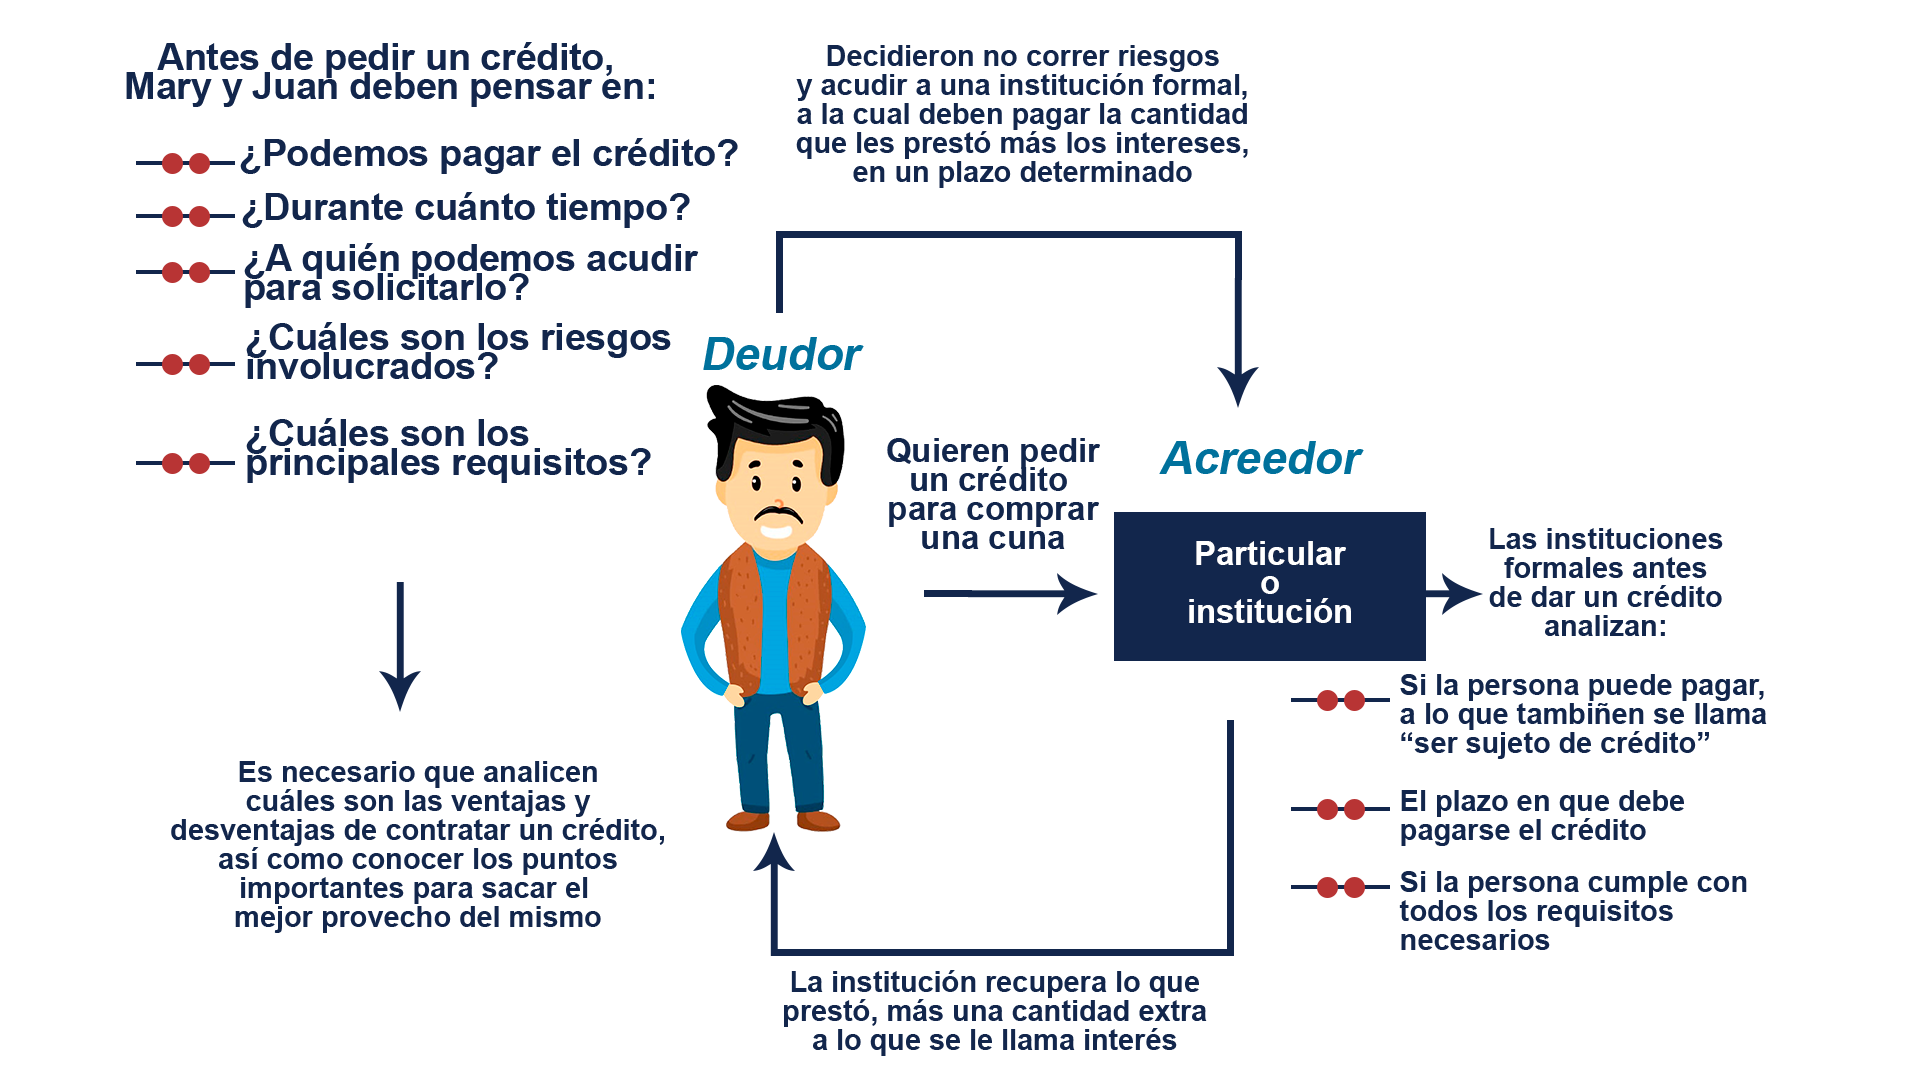 Antes de pedir un crédito,
Mary y Juan deben pensar en:
¿Podemos pagar el crédito?
¿Durante cuánto tiempo?
¿A quién podemos acudir
para solicitarlo?
¿Cuáles son los riesgos
involucrados?
¿Cuáles son los
principales requisitos?
Es necesario que analicen
cuáles son las ventajas y
desventajas de contratar un crédito,
así como conocer los puntos
importantes para sacar el
mejor provecho del mismo
Decidieron no correr riesgos
y acudir a una institución formal,
a la cual deben pagar la cantidad
que les prestó más los intereses,
en un plazo determinado
Deudor
Quieren pedir
un crédito
para comprar
una cuna
Acreedor
Particular
o
institución
Las instituciones
formales antes
de dar un crédito
analizan:
Si la persona puede pagar,
a lo que tambiñen se llama
“ser sujeto de crédito”
El plazo en que debe
pagarse el crédito
Si la persona cumple con
todos los requisitos
necesarios
La institución recupera lo que
prestó, más una cantidad extra
a lo que se le llama interés